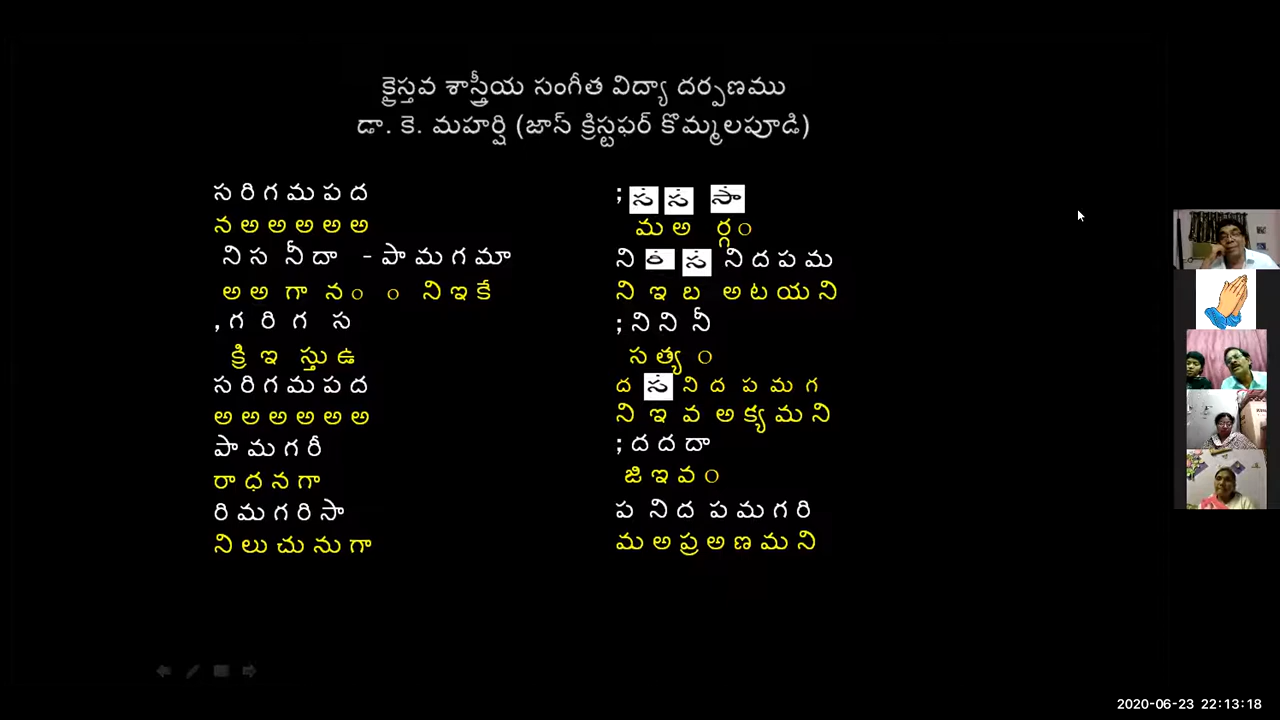 క్రైస్తవ శాస్త్రీయ సంగీత విద్యా దర్పణము
డా. కె. మహర్షి (జాస్ క్రిస్టఫర్ కొమ్మలపూడి)
స రి గ మ ప ద
న అ అ అ అ అ
ని స నీ దా - పా మ గ మా
అ అ గా న ం ం ని ఇ కే
, గ రి గ స
క్రి ఇ స్తు ఉ
స రి గ మ ప ద
అ అ అ అ అ అ
పా మ గ రీ
రా ధ న గా
రి మ గ రి సా
ని లు చు ను గా
; స̇ స̇ సా̇
మ అ ర్గ ం
ని స̇ ని ద ప మ
ని ఇ బ అ ట య ని
; ని ని నీ
స త్య ం
ద స̇ ని ద ప మ గ
ని ఇ వ అ క్య మ ని
; ద ద దా
జి ఇ వ ం
ప ని ద ప మ గ రి
మ అ ప్ర అ ణ మ ని
2020-06-23 22:13:18